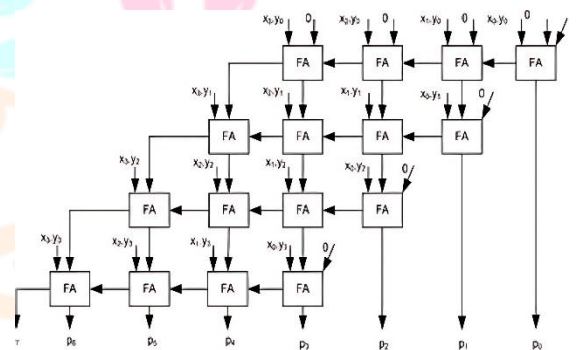 x₃.y₀ 0 x₂.y₀ 0 x₁.y₀ 0 x₀.y₀ 0
FA FA FA FA
x₃.y₁ x₂.y₁ x₁.y₁ x₀.y₁ 0
FA FA FA FA
x₃.y₂ x₂.y₂ x₁.y₂ x₀.y₂ 0
FA FA FA FA
x₃.y₃ x₂.y₃ x₁.y₃ x₀.y₃ 0
FA FA FA FA
p₆ p₅ p₄ p₃ p₂ p₁ p₀